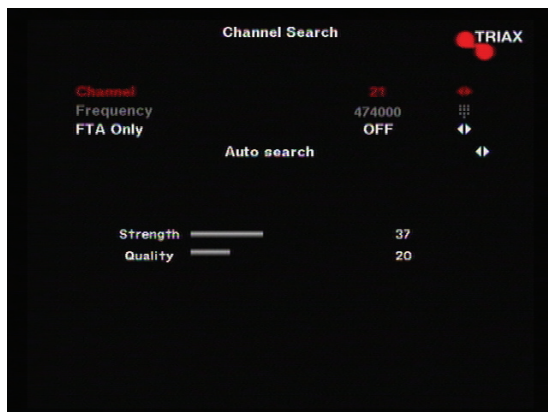 Channel Search
TRIAX
Channel 21
Frequency 474000
FTA Only OFF
Auto search
Strength 37
Quality 20